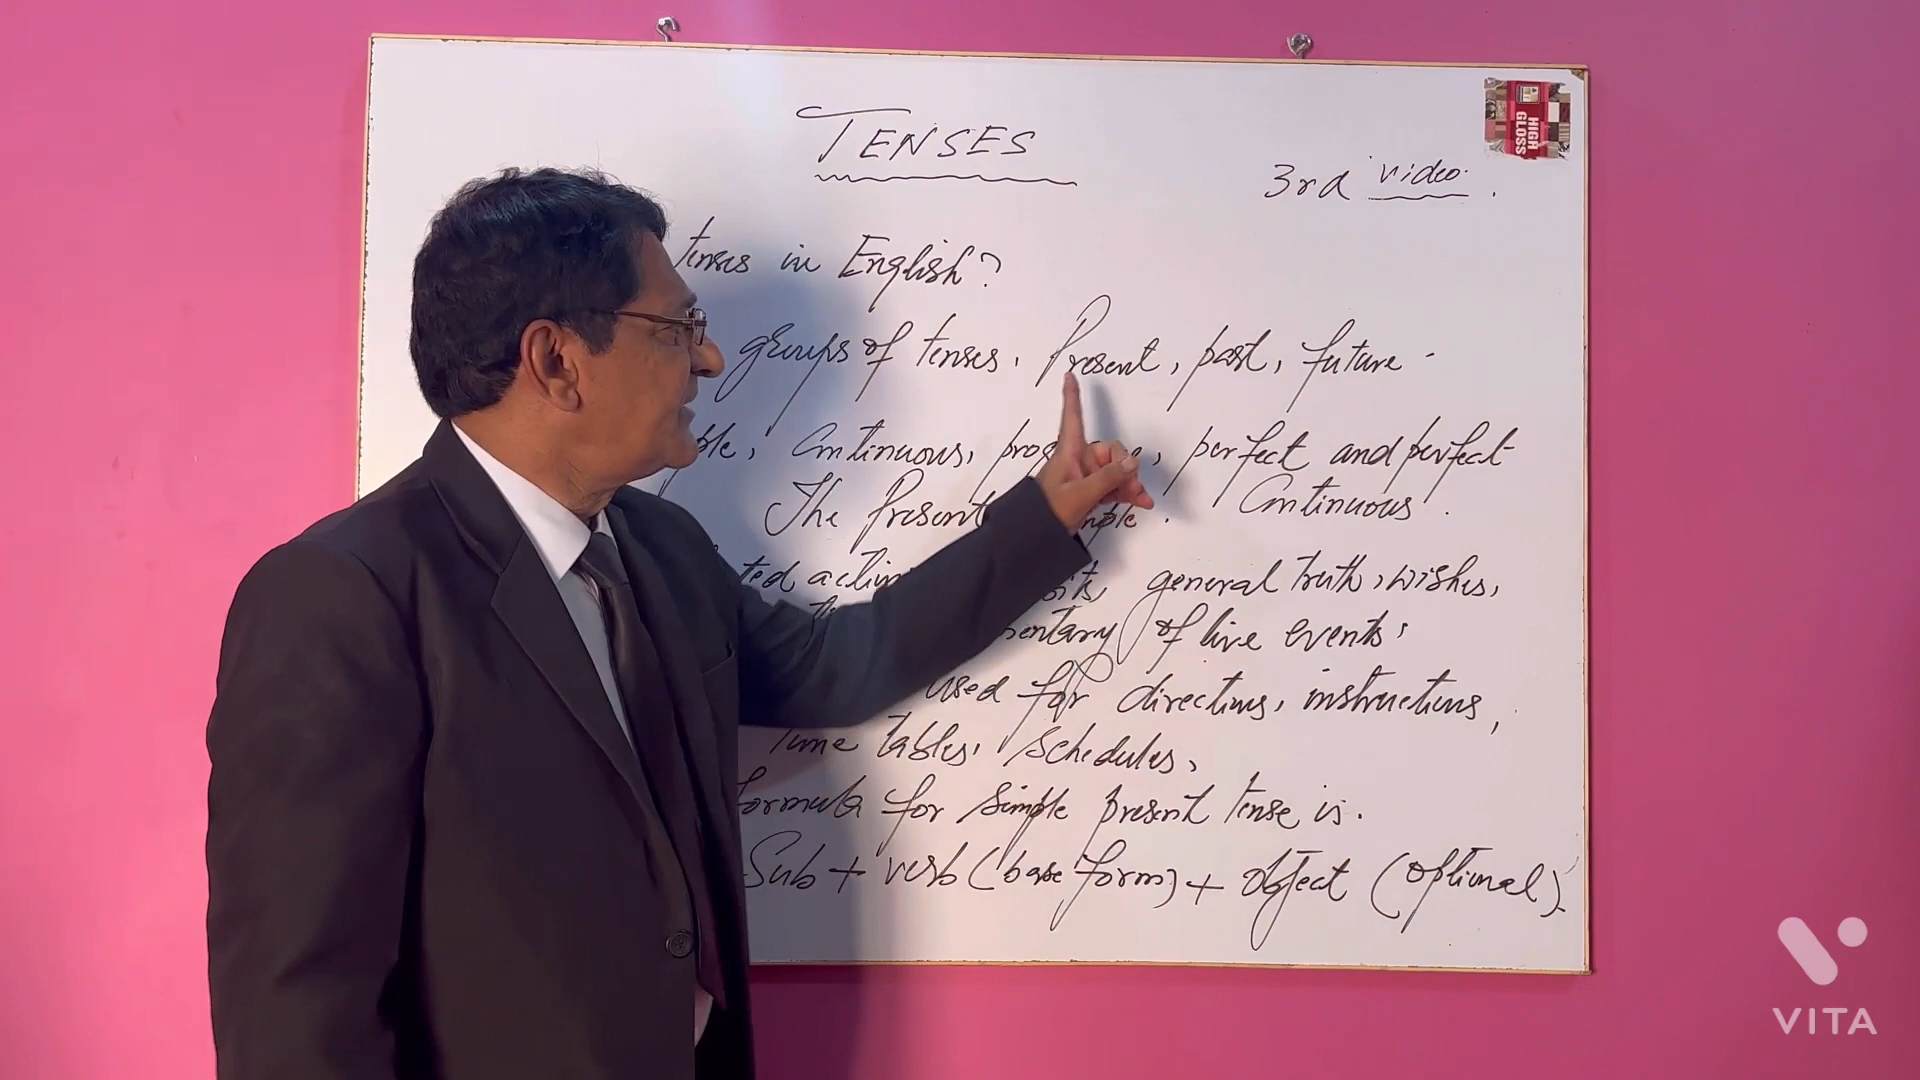 TENSES
HIGH GLOSS
3rd video.
tenses in English?
groups of tenses. Present, past, future -
Continuous, perfect and perfect
The Present Continuous.
general truth, wishes,
of live events.
used for directions, instructions,
Time tables, Schedules,
formula for simple present tense is.
Sub + verb (base form) + object (optional).
VITA